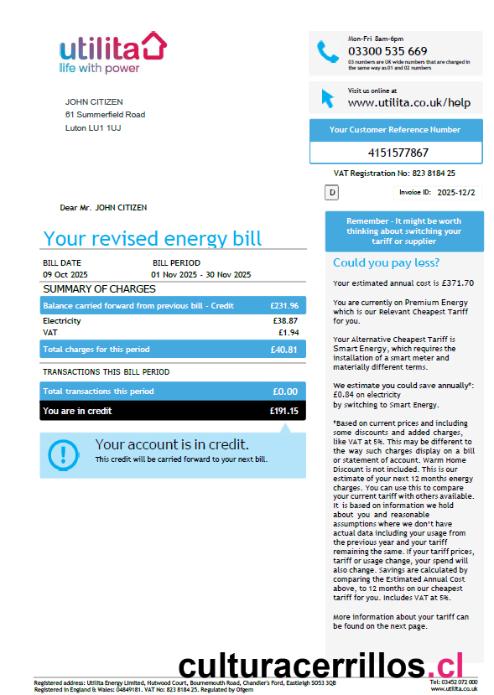 utilita
life with power
Mon-Fri 8am-6pm
03300 535 669
03 numbers are UK wide numbers that are charged in
the same way as 01 and 02 numbers
Visit us online at
www.utilita.co.uk/help
JOHN CITIZEN
61 Summerfield Road
Luton LU1 1UJ
Your Customer Reference Number
4151577867
VAT Registration No: 823 8184 25
D
Invoice ID: 2025-12/2
Dear Mr. JOHN CITIZEN
Remember - It might be worth
thinking about switching your
tariff or supplier
Your revised energy bill
BILL DATE BILL PERIOD
09 Oct 2025 01 Nov 2025 - 30 Nov 2025
SUMMARY OF CHARGES
Balance carried forward from previous bill - Credit £231.96
Electricity £38.87
VAT £1.94
Total charges for this period £40.81
TRANSACTIONS THIS BILL PERIOD
Total transactions this period £0.00
You are in credit £191.15
Your account is in credit.
This credit will be carried forward to your next bill.
Could you pay less?
Your estimated annual cost is £371.70
You are currently on Premium Energy
which is our Relevant Cheapest Tariff
for you.
Your Alternative Cheapest Tariff is
Smart Energy, which requires the
installation of a smart meter and
materially different terms.
We estimate you could save annually*:
£0.84 on electricity
by switching to Smart Energy.
*Based on current prices and including
some discounts and added charges,
like VAT at 5%. This may be different to
the way such charges display on a bill
or statement of account. Warm Home
Discount is not included. This is our
estimate of your next 12 months energy
charges. You can use this to compare
your current tariff with others available.
It is based on information we hold
about you and reasonable
assumptions where we don't have
actual data including your usage from
the previous year and your tariff
remaining the same. If your tariff prices,
tariff or usage change, your spend will
also change. Savings are calculated by
comparing the Estimated Annual Cost
above, to 12 months on our cheapest
tariff for you. Includes VAT at 5%.
More information about your tariff can
be found on the next page.
culturacerrillos.cl
Registered address: Utilita Energy Limited, Hutwood Court, Bournemouth Road, Chandler's Ford, Eastleigh SO53 3QB
Registered in England & Wales: 04849181. VAT No: 823 8184 25. Regulated by Ofgem
Tel: 03452 072 000
www.utilita.co.uk